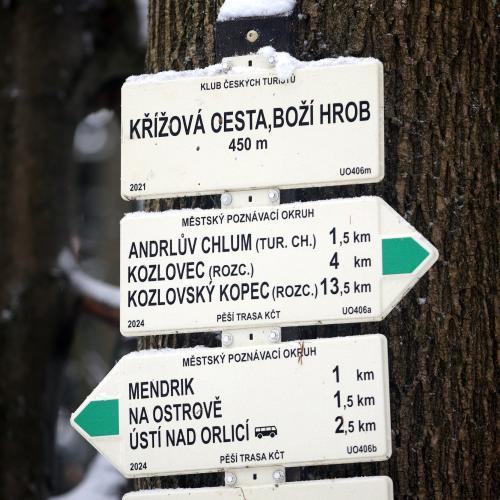 KLUB ČESKÝCH TURISTŮ
KŘÍŽOVÁ CESTA,BOŽÍ HROB
450 m
2021 UO406m
MĚSTSKÝ POZNÁVACÍ OKRUH
ANDRLŮV CHLUM (TUR. CH.) 1,5 km
KOZLOVEC (ROZC.) 4 km
KOZLOVSKÝ KOPEC (ROZC.) 13,5 km
2024 PĚŠÍ TRASA KČT UO406a
MĚSTSKÝ POZNÁVACÍ OKRUH
MENDRIK 1 km
NA OSTROVĚ 1,5 km
ÚSTÍ NAD ORLICÍ 2,5 km
2024 PĚŠÍ TRASA KČT UO406b